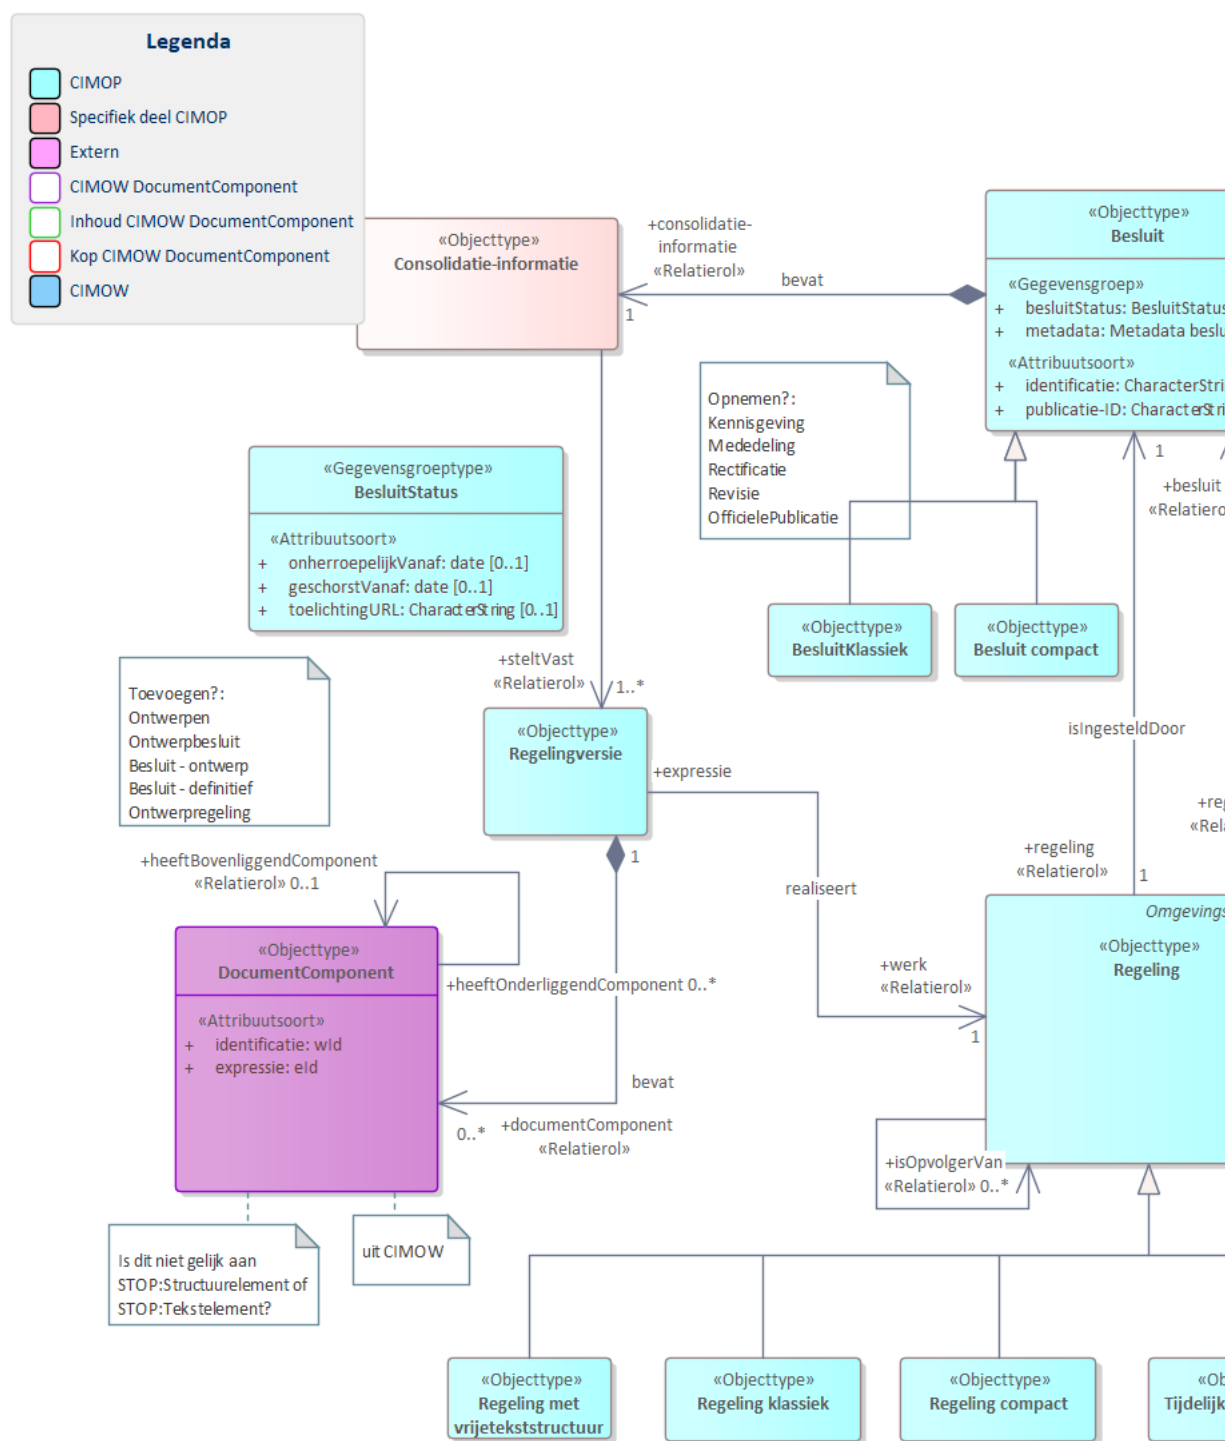 Legenda
CIMOP
Specifiek deel CIMOP
Extern
CIMOW DocumentComponent
Inhoud CIMOW DocumentComponent
Kop CIMOW DocumentComponent
CIMOW
«Objecttype»
Consolidatie-informatie
+consolidatie-
informatie
«Relatierol»
1
bevat
«Objecttype»
Besluit
«Gegevensgroep»
+ besluitStatus: BesluitStatus
+ metadata: Metadata beslu
«Attribuutsoort»
+ identificatie: CharacterStri
+ publicatie-ID: CharacterStri
Opnemen?:
Kennisgeving
Mededeling
Rectificatie
Revisie
OfficielePublicatie
1
+besluit
«Relatiero
«Gegevensgroeptype»
BesluitStatus
«Attribuutsoort»
+ onherroepelijkVanaf: date [0..1]
+ geschorstVanaf: date [0..1]
+ toelichtingURL: CharacterString [0..1]
«Objecttype»
BesluitKlassiek
«Objecttype»
Besluit compact
+steltVast
«Relatierol»
1..*
Toevoegen?:
Ontwerpen
Ontwerpbesluit
Besluit - ontwerp
Besluit - definitief
Ontwerpregeling
«Objecttype»
Regelingversie
isIngesteldDoor
+expressie
+reg
«Rela
1
+regeling
«Relatierol»
1
+heeftBovenliggendComponent
«Relatierol» 0..1
realiseert
Omgevings
«Objecttype»
Regeling
«Objecttype»
DocumentComponent
«Attribuutsoort»
+ identificatie: wId
+ expressie: eId
+heeftOnderliggendComponent 0..*
+werk
«Relatierol»
1
bevat
0..*
+documentComponent
«Relatierol»
+isOpvolgerVan
«Relatierol» 0..*
Is dit niet gelijk aan
STOP:Structuurelement of
STOP:Tekstelement?
uit CIMOW
«Objecttype»
Regeling met
vrijetekststructuur
«Objecttype»
Regeling klassiek
«Objecttype»
Regeling compact
«Ob
Tijdelijk